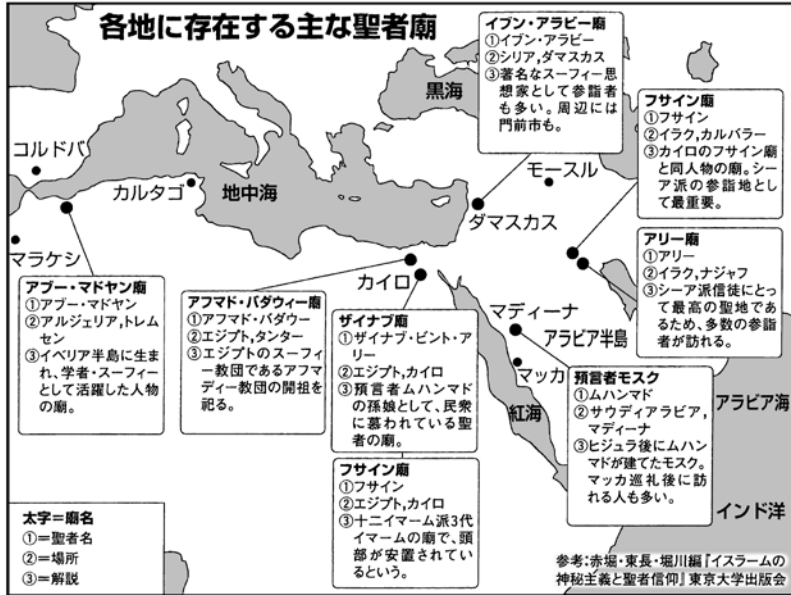 各地に存在する主な聖者廟
イブン・アラビー廟
①イブン・アラビー
②シリア,ダマスカス
③著名なスーフィー思
想家として参詣者
も多い。周辺には
門前市も。
黒海
フサイン廟
①フサイン
②イラク,カルバラー
③カイロのフサイン廟
と同人物の廟。シー
ア派の参詣地とし
て最重要。
コルドバ
カルタゴ
地中海
モースル
ダマスカス
マラケシ
カイロ
アリー廟
①アリー
②イラク,ナジャフ
③シーア派信徒にとっ
て最高の聖地であ
るため、多数の参詣
者が訪れる。
アブー・マドヤン廟
①アブー・マドヤン
②アルジェリア,トレム
セン
③イベリア半島に生ま
れ、学者・スーフィー
として活躍した人物
の廟。
アフマド・バダウィー廟
①アフマド・バダウー
②エジプト,タンター
③エジプトのスーフィ
ー教団であるアフマ
ディー教団の開祖を
祀る。
ザイナブ廟
①ザイナブ・ビント・ア
リー
②エジプト,カイロ
③預言者ムハンマド
の孫娘として、民衆
に慕われている聖
者の廟。
マディーナ
アラビア半島
マッカ
紅海
預言者モスク
①ムハンマド
②サウディアラビア,
マディーナ
③ヒジュラ後にムハン
マドが建てたモスク。
マッカ巡礼後に訪
れる人も多い。
アラビア海
フサイン廟
①フサイン
②エジプト,カイロ
③十二イマーム派3代
イマームの廟で、頭
部が安置されてい
るという。
インド洋
太字=廟名
①=聖者名
②=場所
③=解説
参考:赤堀・東長・堀川編『イスラームの
神秘主義と聖者信仰』東京大学出版会